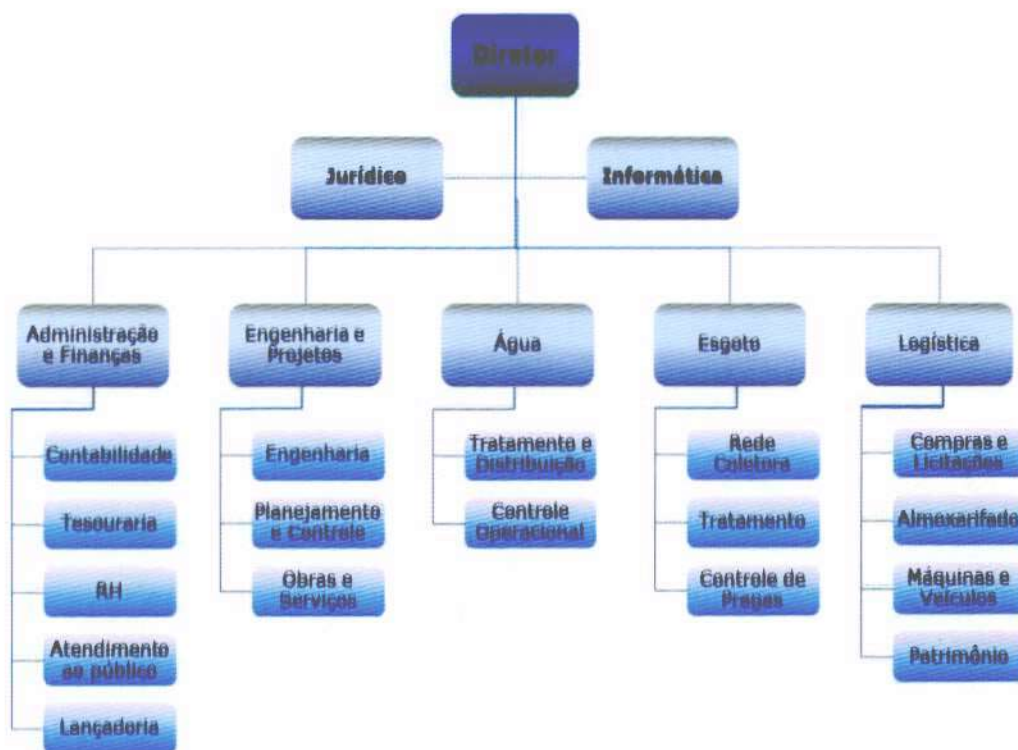 Diretor
Jurídico
Informática
Administração
e Finanças
Engenharia e
Projetos
Água
Esgoto
Logística
Contabilidade
Tesouraria
RH
Atendimento
ao público
Lançadoria
Engenharia
Planejamento
e Controle
Obras e
Serviços
Tratamento e
Distribuição
Controle
Operacional
Rede
Coletora
Tratamento
Controle de
Pragas
Compras e
Licitações
Almoxarifado
Máquinas e
Veículos
Patrimônio